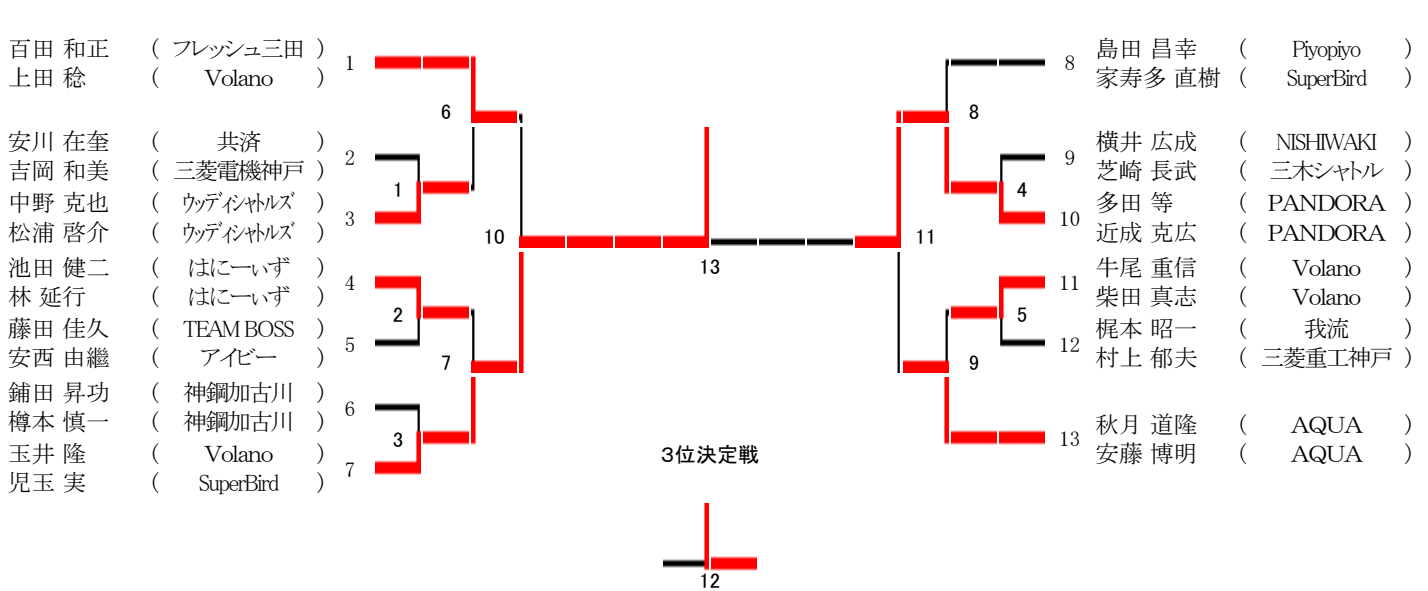 百田 和正 ( フレッシュ三田 ) 1
上田 稔 ( Volano )
6
安川 在奎 ( 共済 ) 2
吉岡 和美 ( 三菱電機神戸 )
1
中野 克也 ( ウッディシャトルズ ) 3
松浦 啓介 ( ウッディシャトルズ )
10
池田 健二 ( はにーぃず ) 4
林 延行 ( はにーぃず )
2
藤田 佳久 ( TEAM BOSS ) 5
安西 由繼 ( アイビー )
7
鋪田 昇功 ( 神鋼加古川 ) 6
樽本 慎一 ( 神鋼加古川 )
3
玉井 隆 ( Volano ) 7
児玉 実 ( SuperBird )
13
3位決定戦
12
8 島田 昌幸 ( Piyopiyo )
家寿多 直樹 ( SuperBird )
8
9 横井 広成 ( NISHIWAKI )
芝崎 長武 ( 三木シャトル )
4
10 多田 等 ( PANDORA )
近成 克広 ( PANDORA )
11
11 牛尾 重信 ( Volano )
柴田 真志 ( Volano )
5
12 梶本 昭一 ( 我流 )
村上 郁夫 ( 三菱重工神戸 )
9
13 秋月 道隆 ( AQUA )
安藤 博明 ( AQUA )